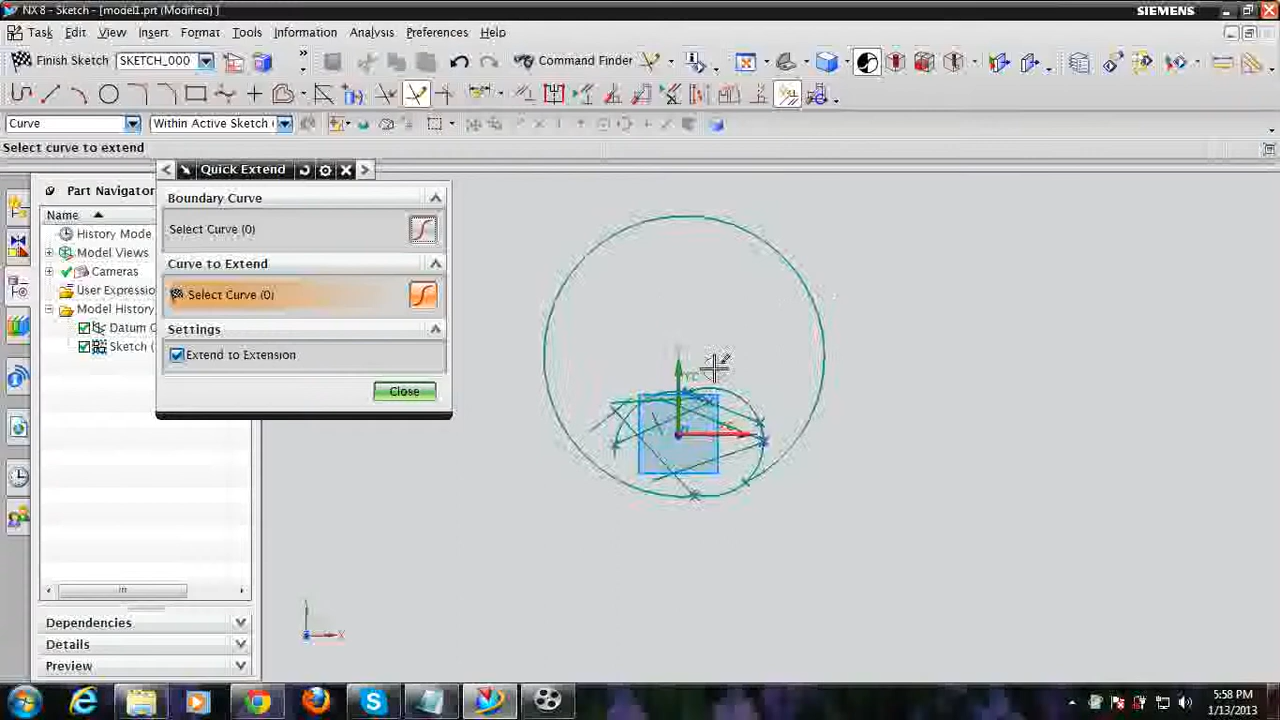 NX 8 - Sketch - [model1.prt (Modified) ]
SIEMENS
Task Edit View Insert Format Tools Information Analysis Preferences Help
Finish Sketch SKETCH_000
Command Finder
Curve
Within Active Sketch
Select curve to extend
Quick Extend
Part Navigator
Boundary Curve
Name
Select Curve (0)
History Mode
Model Views
Curve to Extend
Cameras
User Expressio
Select Curve (0)
Model History
Settings
Datum C
Sketch (
Extend to Extension
Close
YC
X
Dependencies
Details
Preview
5:58 PM
1/13/2013